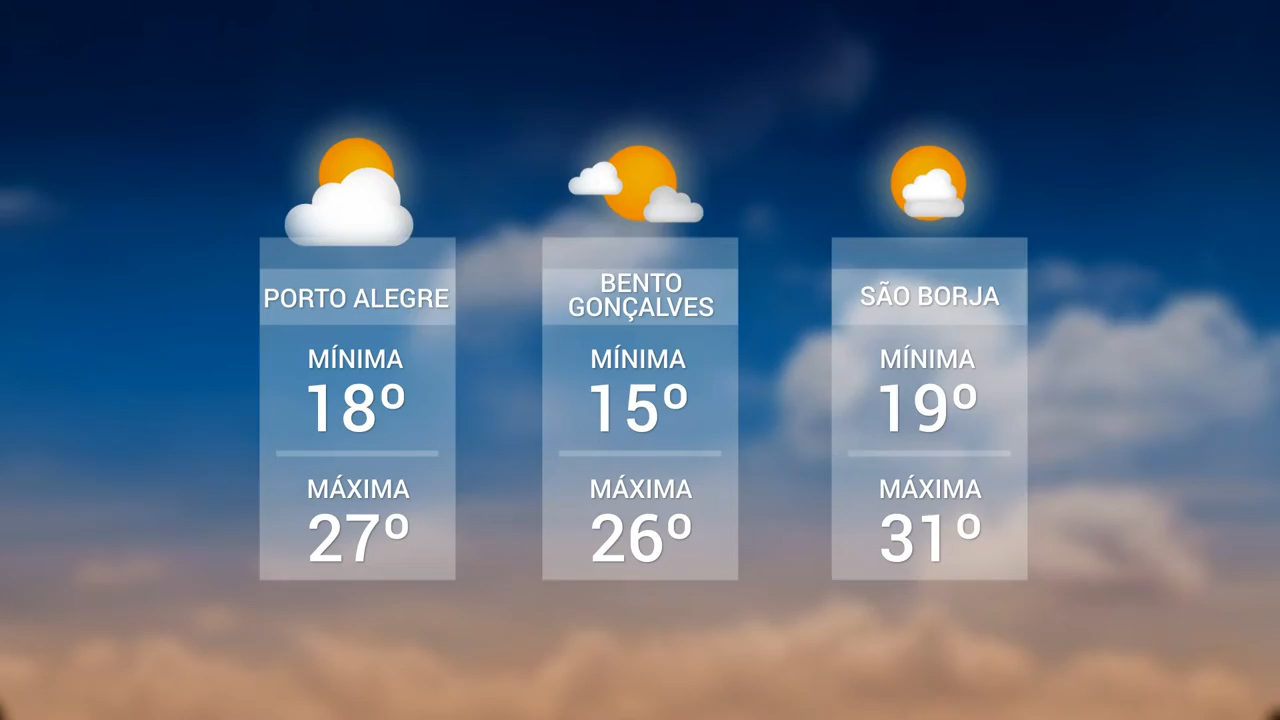 PORTO ALEGRE
MÍNIMA
18º
MÁXIMA
27º
BENTO
GONÇALVES
MÍNIMA
15º
MÁXIMA
26º
SÃO BORJA
MÍNIMA
19º
MÁXIMA
31º